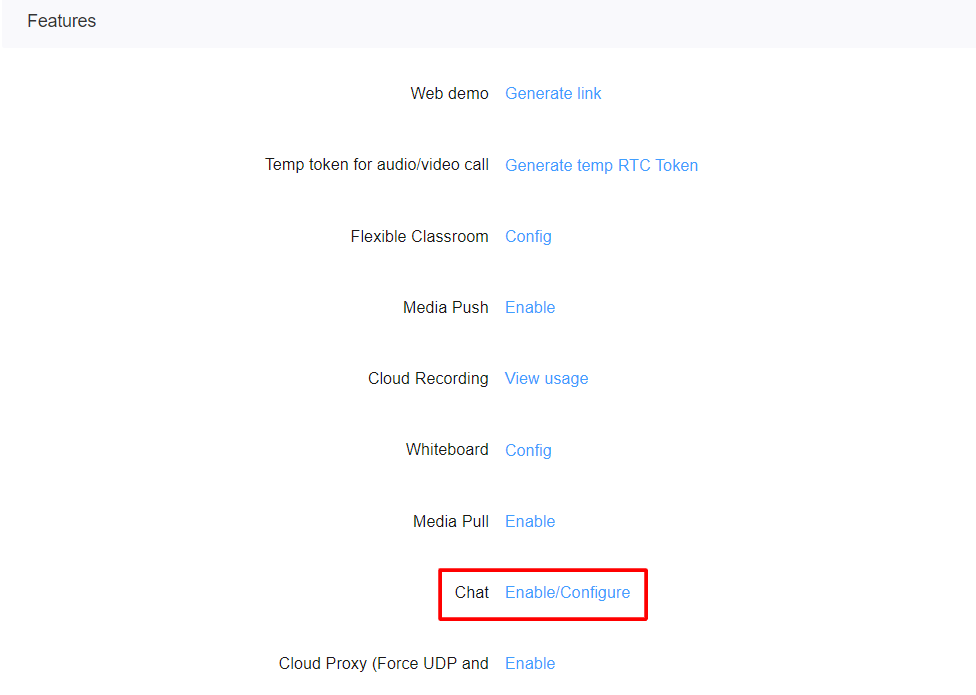 Features
Web demo Generate link
Temp token for audio/video call Generate temp RTC Token
Flexible Classroom Config
Media Push Enable
Cloud Recording View usage
Whiteboard Config
Media Pull Enable
Chat Enable/Configure
Cloud Proxy (Force UDP and Enable